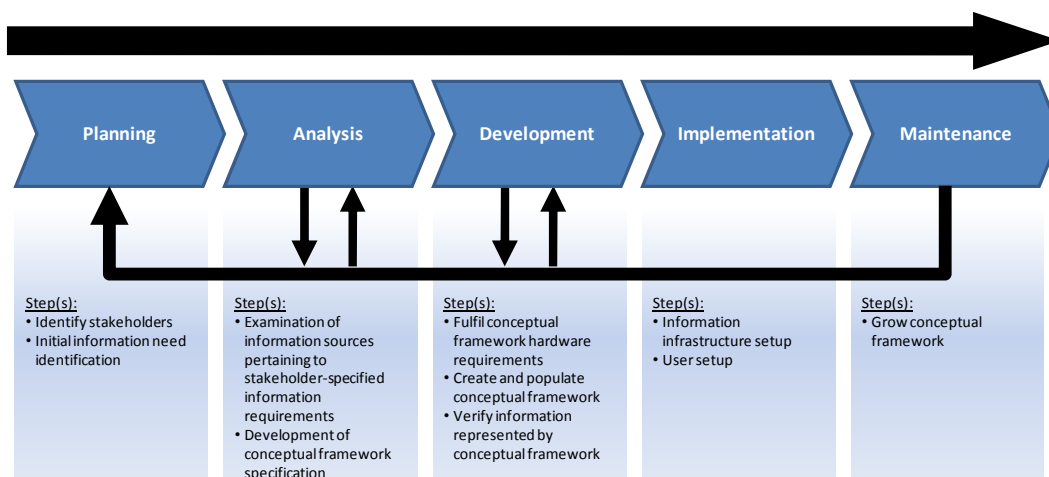 Planning
Analysis
Development
Implementation
Maintenance
Step(s):
• Identify stakeholders
• Initial information need
identification
Step(s):
• Examination of
information sources
pertaining to
stakeholder-specified
information
requirements
• Development of
conceptual framework
specification
Step(s):
• Fulfil conceptual
framework hardware
requirements
• Create and populate
conceptual framework
• Verify information
represented by
conceptual framework
Step(s):
• Information
infrastructure setup
• User setup
Step(s):
• Grow conceptual
framework